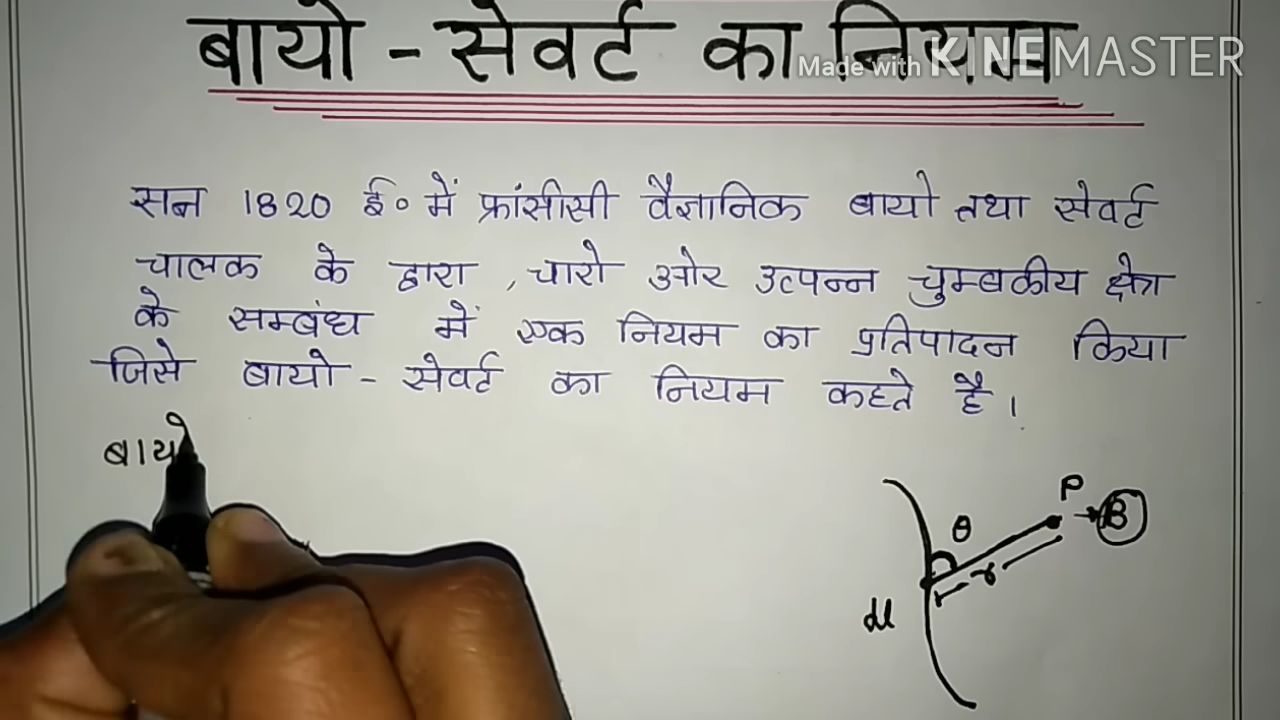 बायो - सेवर्ट का नियम
Made with KINEMASTER
सन 1820 ई० में फ्रांसीसी वैज्ञानिक बायो तथा सेवर्ट
चालक के द्वारा , चारो ओर उत्पन्न चुम्बकीय क्षेत्र
के सम्बंध में एक नियम का प्रतिपादन किया
जिसे बायो - सेवर्ट का नियम कहते है।
बायो
P
B
θ
r
dl